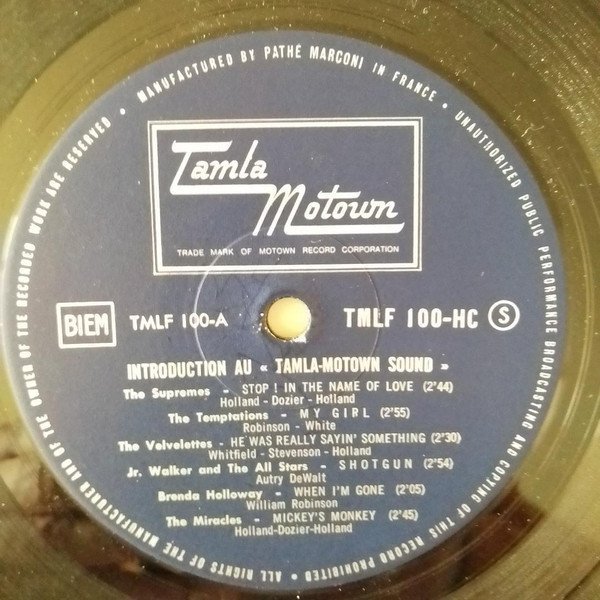 MANUFACTURED BY PATHÉ MARCONI IN FRANCE • UNAUTHORIZED PUBLIC PERFORMANCE BROADCASTING AND COPYING OF THIS RECORD PROHIBITED • ALL RIGHTS OF THE MANUFACTURER AND OF THE OWNER OF THE RECORDED WORK ARE RESERVED •
Tamla
Motown
TRADE MARK OF MOTOWN RECORD CORPORATION
BIEM TMLF 100-A TMLF 100-HC S
INTRODUCTION AU « TAMLA-MOTOWN SOUND »
The Supremes - STOP ! IN THE NAME OF LOVE (2'44)
Holland - Dozier - Holland
The Temptations - MY GIRL (2'55)
Robinson - White
The Velvelettes - HE WAS REALLY SAYIN' SOMETHING (2'30)
Whitfield - Stevenson - Holland
Jr. Walker and The All Stars - SHOTGUN (2'54)
Autry DeWalt
Brenda Holloway - WHEN I'M GONE (2'05)
William Robinson
The Miracles - MICKEY'S MONKEY (2'45)
Holland-Dozier-Holland